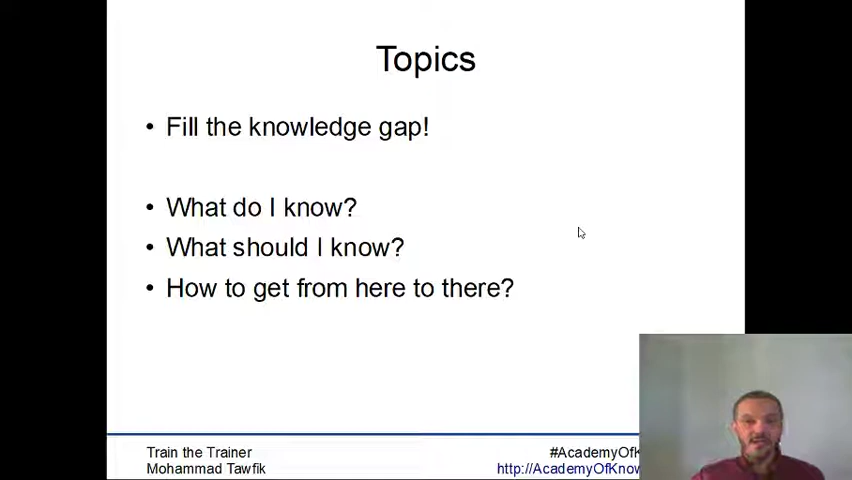 Topics
• Fill the knowledge gap!
• What do I know?
• What should I know?
• How to get from here to there?
Train the Trainer
Mohammad Tawfik